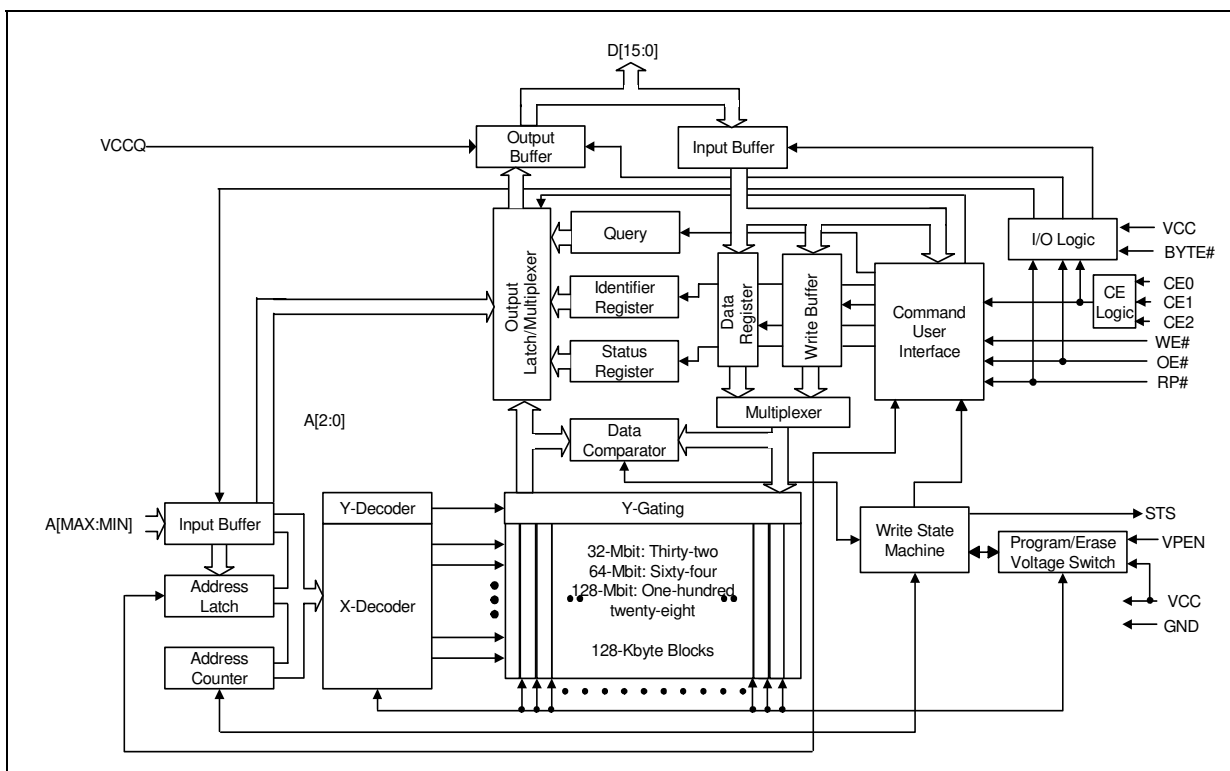 D[15:0]
VCCQ
Output
Buffer
Input Buffer
Output
Latch/Multiplexer
Query
Identifier
Register
Status
Register
Data
Register
Write Buffer
Command
User
Interface
I/O Logic
VCC
BYTE#
CE
Logic
CE0
CE1
CE2
WE#
OE#
RP#
Multiplexer
Data
Comparator
A[2:0]
A[MAX:MIN]
Input Buffer
Y-Decoder
Y-Gating
Address
Latch
X-Decoder
Address
Counter
32-Mbit: Thirty-two
64-Mbit: Sixty-four
128-Mbit: One-hundred
twenty-eight
128-Kbyte Blocks
Write State
Machine
Program/Erase
Voltage Switch
STS
VPEN
VCC
GND